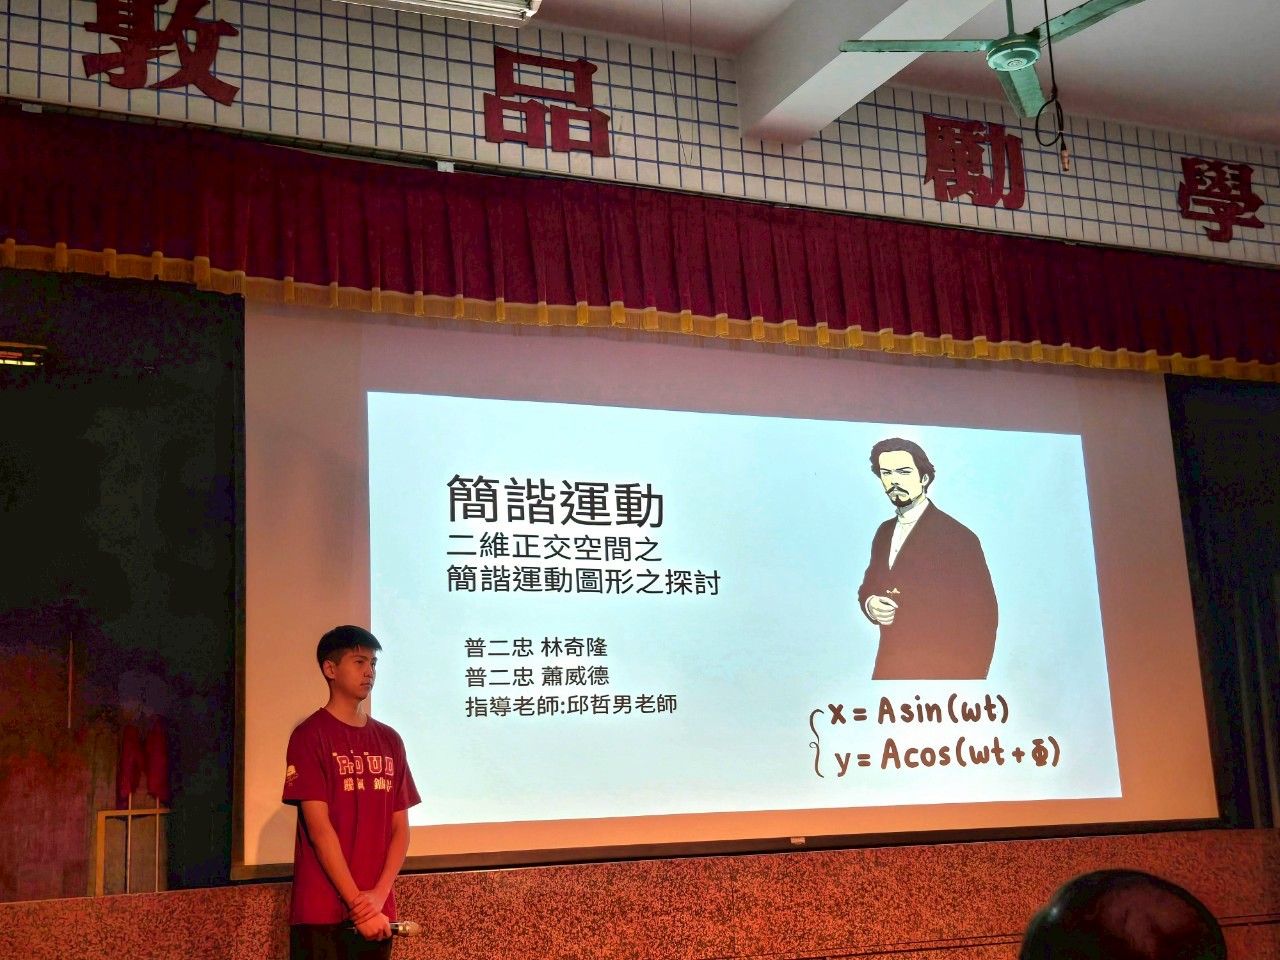 敦品勵學
簡諧運動
二維正交空間之
簡諧運動圖形之探討
普二忠 林奇隆
普二忠 蕭威德
指導老師:邱哲男老師
x = Asin(wt)
y = Acos(wt + Φ)
PROUD